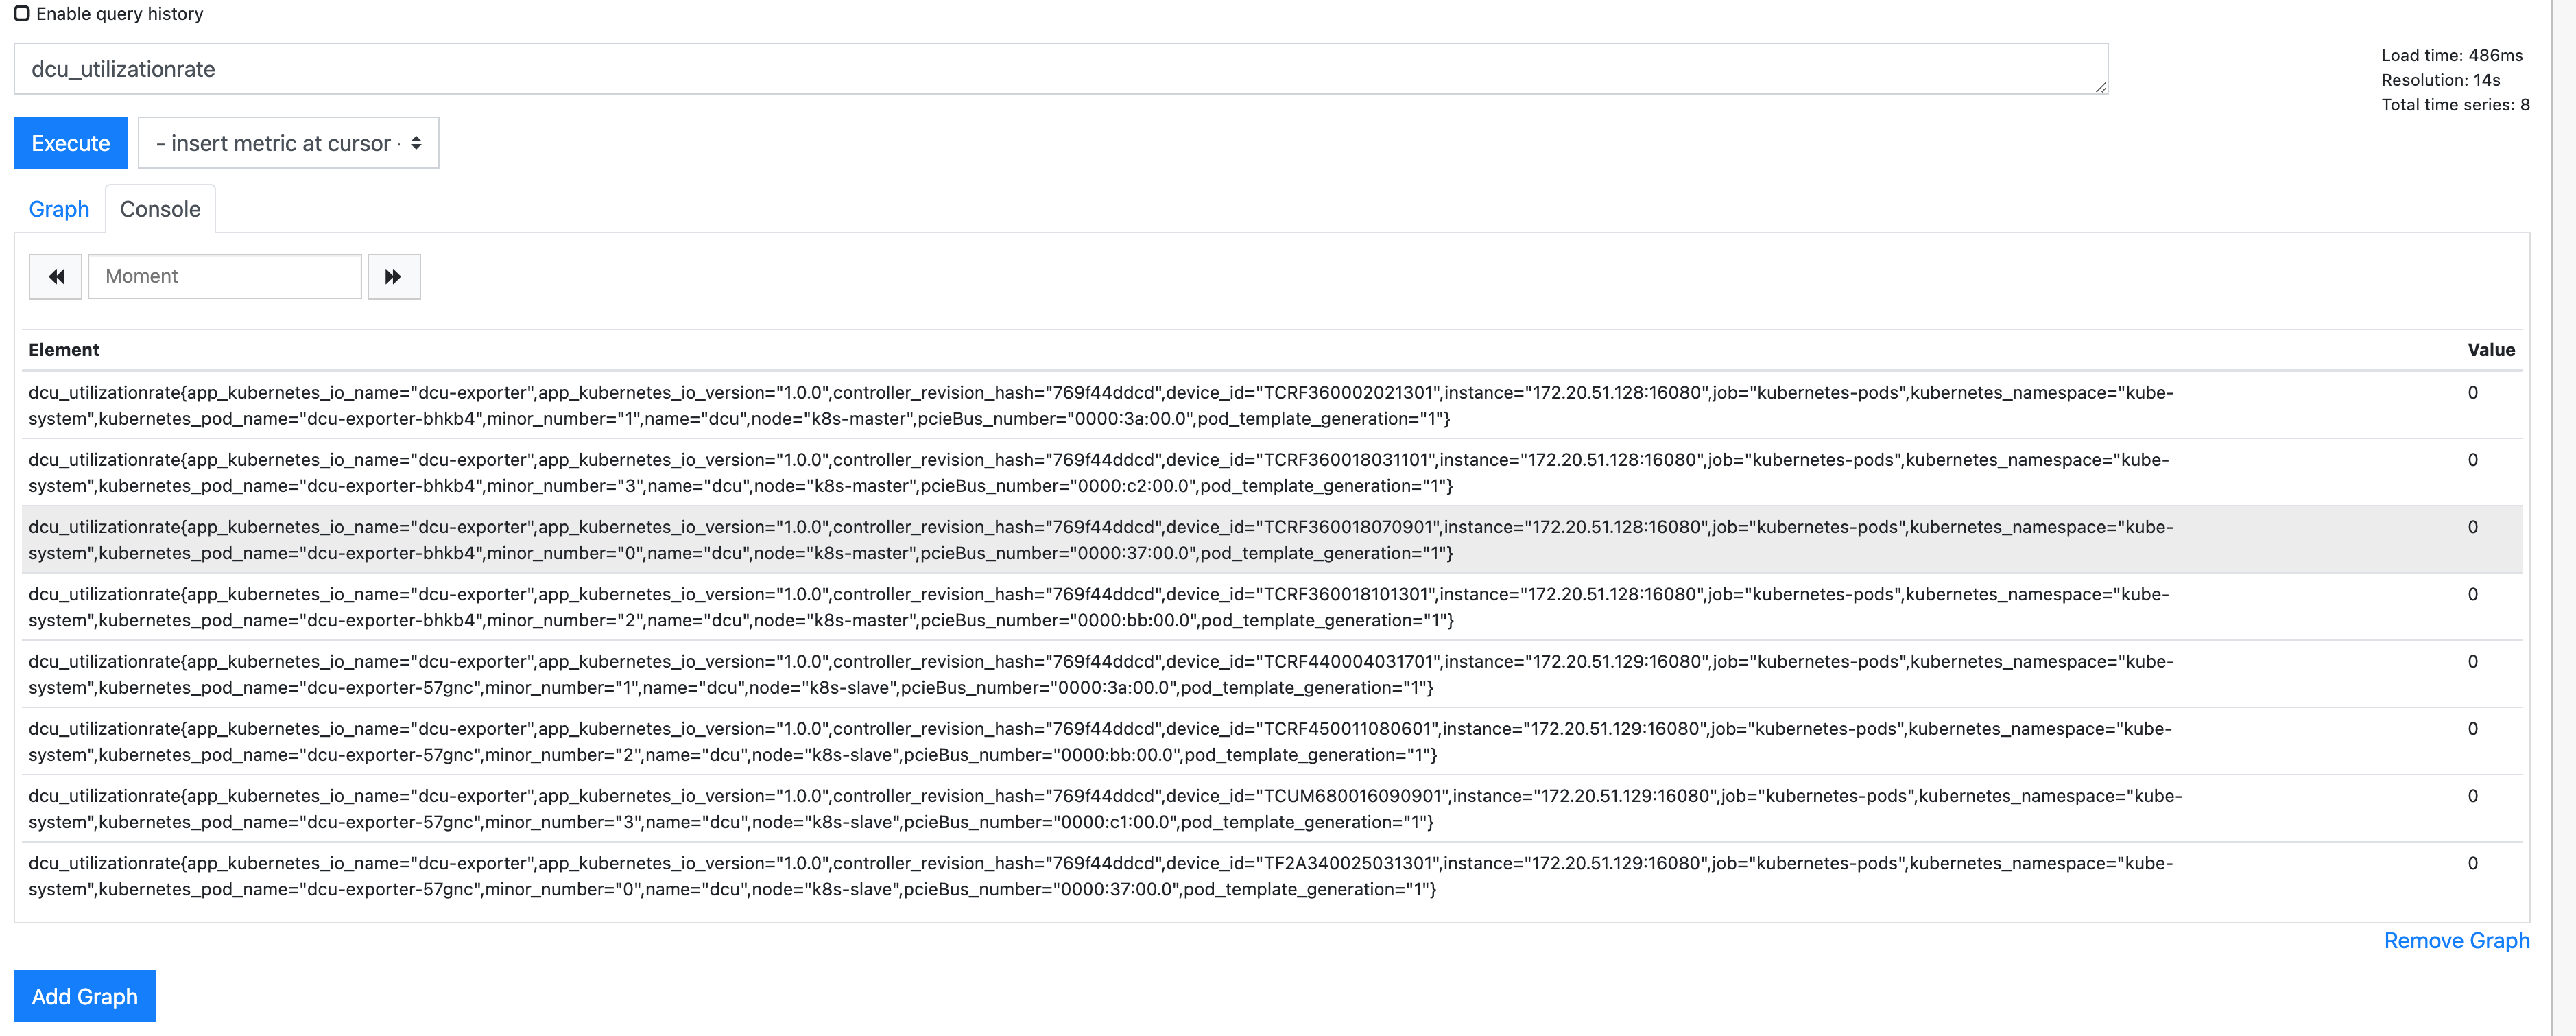 Enable query history
dcu_utilizationrate
Load time: 486ms
Resolution: 14s
Total time series: 8
Execute
- insert metric at cursor -
Graph
Console
Moment
Element
Value
dcu_utilizationrate{app_kubernetes_io_name="dcu-exporter",app_kubernetes_io_version="1.0.0",controller_revision_hash="769f44ddcd",device_id="TCRF360002021301",instance="172.20.51.128:16080",job="kubernetes-pods",kubernetes_namespace="kube-
0
system",kubernetes_pod_name="dcu-exporter-bhkb4",minor_number="1",name="dcu",node="k8s-master",pcieBus_number="0000:3a:00.0",pod_template_generation="1"}
dcu_utilizationrate{app_kubernetes_io_name="dcu-exporter",app_kubernetes_io_version="1.0.0",controller_revision_hash="769f44ddcd",device_id="TCRF360018031101",instance="172.20.51.128:16080",job="kubernetes-pods",kubernetes_namespace="kube-
0
system",kubernetes_pod_name="dcu-exporter-bhkb4",minor_number="3",name="dcu",node="k8s-master",pcieBus_number="0000:c2:00.0",pod_template_generation="1"}
dcu_utilizationrate{app_kubernetes_io_name="dcu-exporter",app_kubernetes_io_version="1.0.0",controller_revision_hash="769f44ddcd",device_id="TCRF360018070901",instance="172.20.51.128:16080",job="kubernetes-pods",kubernetes_namespace="kube-
0
system",kubernetes_pod_name="dcu-exporter-bhkb4",minor_number="0",name="dcu",node="k8s-master",pcieBus_number="0000:37:00.0",pod_template_generation="1"}
dcu_utilizationrate{app_kubernetes_io_name="dcu-exporter",app_kubernetes_io_version="1.0.0",controller_revision_hash="769f44ddcd",device_id="TCRF360018101301",instance="172.20.51.128:16080",job="kubernetes-pods",kubernetes_namespace="kube-
0
system",kubernetes_pod_name="dcu-exporter-bhkb4",minor_number="2",name="dcu",node="k8s-master",pcieBus_number="0000:bb:00.0",pod_template_generation="1"}
dcu_utilizationrate{app_kubernetes_io_name="dcu-exporter",app_kubernetes_io_version="1.0.0",controller_revision_hash="769f44ddcd",device_id="TCRF440004031701",instance="172.20.51.129:16080",job="kubernetes-pods",kubernetes_namespace="kube-
0
system",kubernetes_pod_name="dcu-exporter-57gnc",minor_number="1",name="dcu",node="k8s-slave",pcieBus_number="0000:3a:00.0",pod_template_generation="1"}
dcu_utilizationrate{app_kubernetes_io_name="dcu-exporter",app_kubernetes_io_version="1.0.0",controller_revision_hash="769f44ddcd",device_id="TCRF450011080601",instance="172.20.51.129:16080",job="kubernetes-pods",kubernetes_namespace="kube-
0
system",kubernetes_pod_name="dcu-exporter-57gnc",minor_number="2",name="dcu",node="k8s-slave",pcieBus_number="0000:bb:00.0",pod_template_generation="1"}
dcu_utilizationrate{app_kubernetes_io_name="dcu-exporter",app_kubernetes_io_version="1.0.0",controller_revision_hash="769f44ddcd",device_id="TCUM680016090901",instance="172.20.51.129:16080",job="kubernetes-pods",kubernetes_namespace="kube-
0
system",kubernetes_pod_name="dcu-exporter-57gnc",minor_number="3",name="dcu",node="k8s-slave",pcieBus_number="0000:c1:00.0",pod_template_generation="1"}
dcu_utilizationrate{app_kubernetes_io_name="dcu-exporter",app_kubernetes_io_version="1.0.0",controller_revision_hash="769f44ddcd",device_id="TF2A340025031301",instance="172.20.51.129:16080",job="kubernetes-pods",kubernetes_namespace="kube-
0
system",kubernetes_pod_name="dcu-exporter-57gnc",minor_number="0",name="dcu",node="k8s-slave",pcieBus_number="0000:37:00.0",pod_template_generation="1"}
Remove Graph
Add Graph